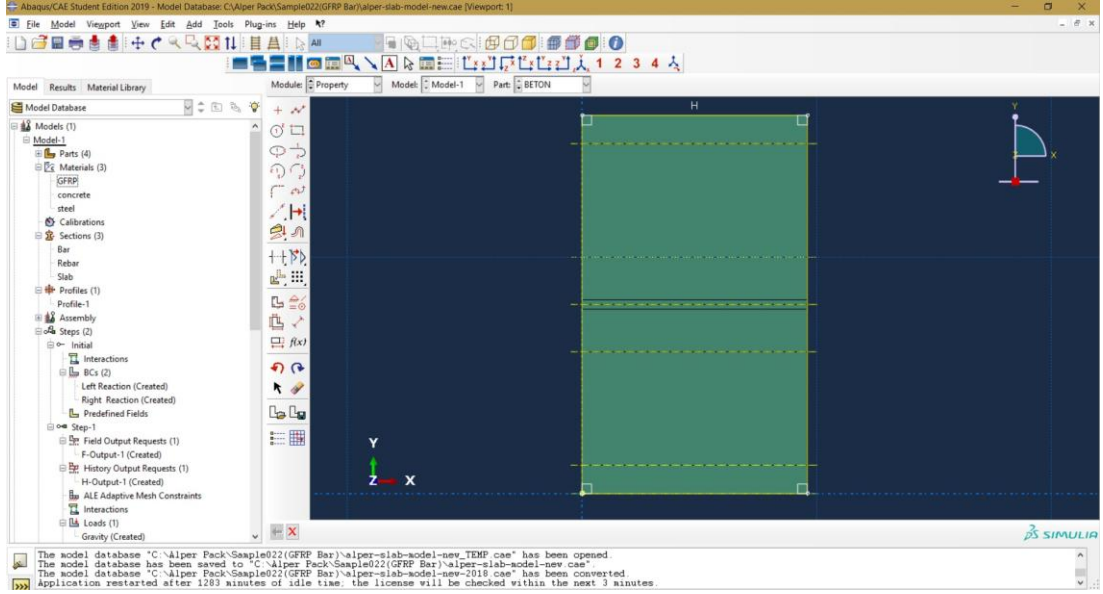 Abaqus/CAE Student Edition 2019 - Model Database: C:\Alper Pack\Sample022(GFRP Bar)\alper-slab-model-new.cae [Viewport: 1]
File Model Viewport View Edit Add Tools Plug-ins Help
All
1 2 3 4
Model Results Material Library
Module: Property Model: Model-1 Part: BETON
Model Database
Models (1)
Model-1
Parts (4)
Materials (3)
GFRP
concrete
steel
Calibrations
Sections (3)
Bar
Rebar
Slab
Profiles (1)
Profile-1
Assembly
Steps (2)
Initial
Interactions
BCs (2)
Left Reaction (Created)
Right Reaction (Created)
Predefined Fields
Step-1
Field Output Requests (1)
F-Output-1 (Created)
History Output Requests (1)
H-Output-1 (Created)
ALE Adaptive Mesh Constraints
Interactions
Loads (1)
Gravity (Created)
f(x)
H
Y
X
Z
Y
Z X
SIMULIA
The model database "C:\Alper Pack\Sample022(GFRP Bar)\alper-slab-model-new_TEMP.cae" has been opened.
The model database has been saved to "C:\Alper Pack\Sample022(GFRP Bar)\alper-slab-model-new.cae".
The model database "C:\Alper Pack\Sample022(GFRP Bar)\alper-slab-model-new-2018.cae" has been converted.
Application restarted after 1283 minutes of idle time; the license will be checked within the next 3 minutes.